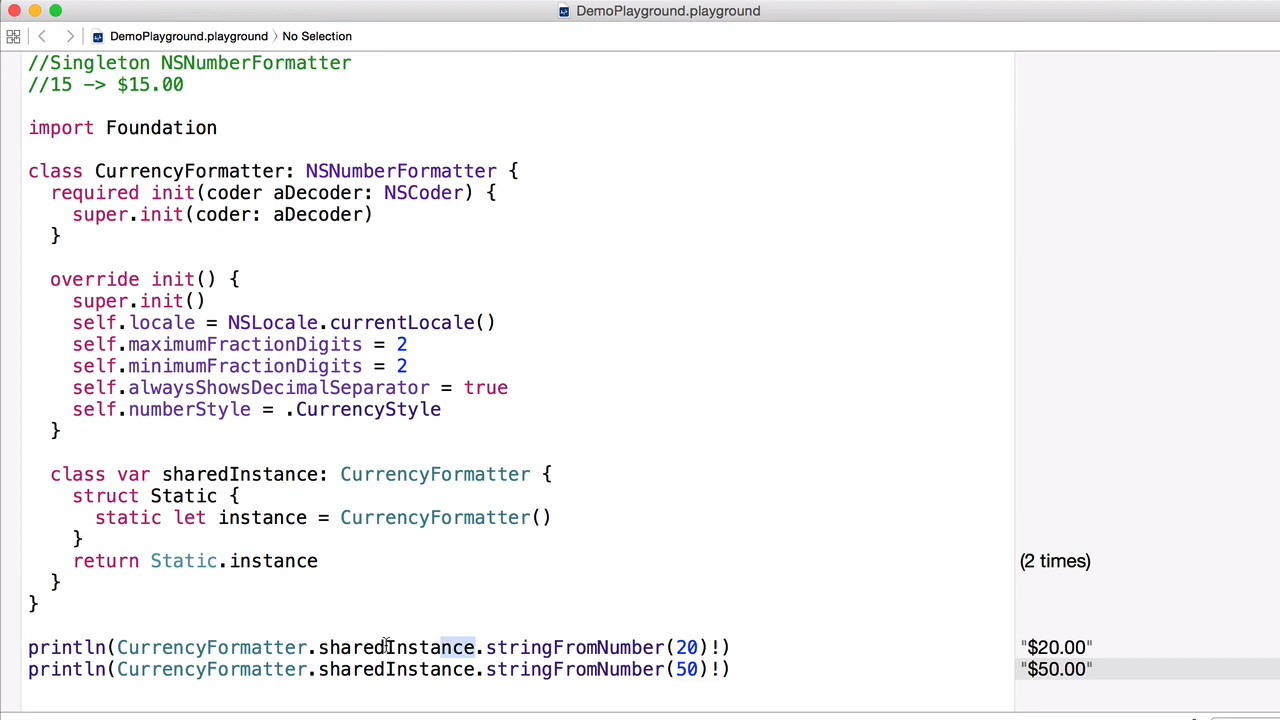 DemoPlayground.playground
DemoPlayground.playground 〉 No Selection
//Singleton NSNumberFormatter
//15 -> $15.00
import Foundation
class CurrencyFormatter: NSNumberFormatter {
required init(coder aDecoder: NSCoder) {
super.init(coder: aDecoder)
}
override init() {
super.init()
self.locale = NSLocale.currentLocale()
self.maximumFractionDigits = 2
self.minimumFractionDigits = 2
self.alwaysShowsDecimalSeparator = true
self.numberStyle = .CurrencyStyle
}
class var sharedInstance: CurrencyFormatter {
struct Static {
static let instance = CurrencyFormatter()
}
return Static.instance
(2 times)
}
}
println(CurrencyFormatter.sharedInstance.stringFromNumber(20)!)
"$20.00"
println(CurrencyFormatter.sharedInstance.stringFromNumber(50)!)
"$50.00"